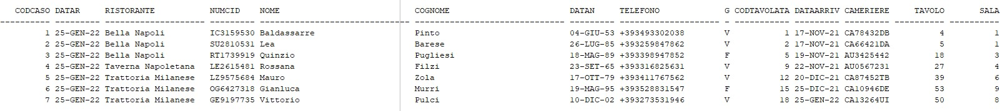 CODCASO DATAR RISTORANTE NUMCID NOME COGNOME DATAN TELEFONO G CODTAVOLATA DATAARRIV CAMERIERE TAVOLO SALA
---------- --------- -------------------- --------- ------------------------------ ------------------------------ --------- -------------------- - ----------- --------- --------- ---------- ----------
1 25-GEN-22 Bella Napoli IC3159530 Baldassarre Pinto 04-GIU-53 +393493302038 V 1 17-NOV-21 CA78432DB 4 1
2 25-GEN-22 Bella Napoli SU2810531 Lea Barese 26-LUG-85 +393259847862 V 2 17-NOV-21 CA66421DA 5 1
3 25-GEN-22 Bella Napoli RT1739919 Quinzio Pugliesi 18-MAG-89 +393398947852 F 5 19-NOV-21 AU3425442 18 3
4 25-GEN-22 Taverna Napoletana LE2615481 Rossana Filzi 23-SET-65 +393316825631 V 9 22-NOV-21 AU0567231 27 4
5 25-GEN-22 Trattoria Milanese LZ9575684 Mauro Zola 17-OTT-79 +393411767562 V 12 20-DIC-21 CA87452TB 39 6
6 25-GEN-22 Trattoria Milanese OG6427318 Gianluca Murri 19-MAG-95 +393528831547 F 15 25-DIC-21 CA10946DE 53 9
7 25-GEN-22 Trattoria Milanese GE9197735 Vittorio Pulci 10-DIC-02 +393273531946 V 18 25-GEN-22 CA13264UI 50 8